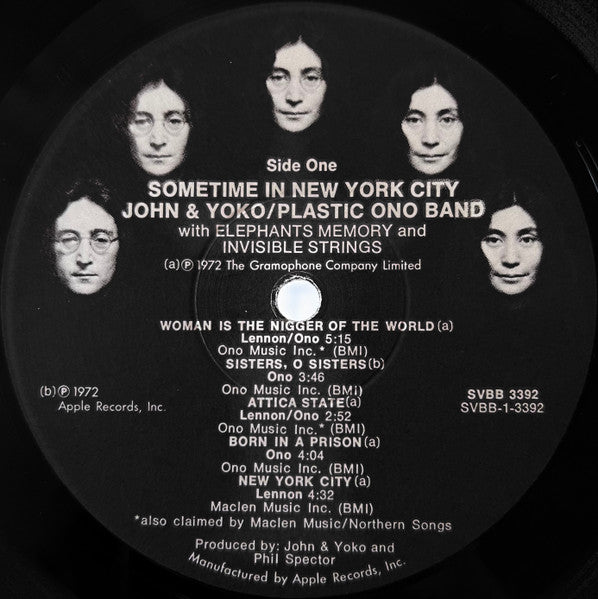 Side One
SOMETIME IN NEW YORK CITY
JOHN & YOKO/PLASTIC ONO BAND
with ELEPHANTS MEMORY and
INVISIBLE STRINGS
(a)℗ 1972 The Gramophone Company Limited
WOMAN IS THE NIGGER OF THE WORLD(a)
Lennon/Ono 5:15
Ono Music Inc.* (BMI)
SISTERS, O SISTERS(b)
Ono 3:46
Ono Music Inc. (BMI)
ATTICA STATE(a)
Lennon/Ono 2:52
Ono Music Inc.* (BMI)
BORN IN A PRISON(a)
Ono 4:04
Ono Music Inc. (BMI)
NEW YORK CITY(a)
Lennon 4:32
Maclen Music Inc. (BMI)
*also claimed by Maclen Music/Northern Songs
(b)℗ 1972
Apple Records, Inc.
SVBB 3392
SVBB-1-3392
Produced by: John & Yoko and
Phil Spector
Manufactured by Apple Records, Inc.